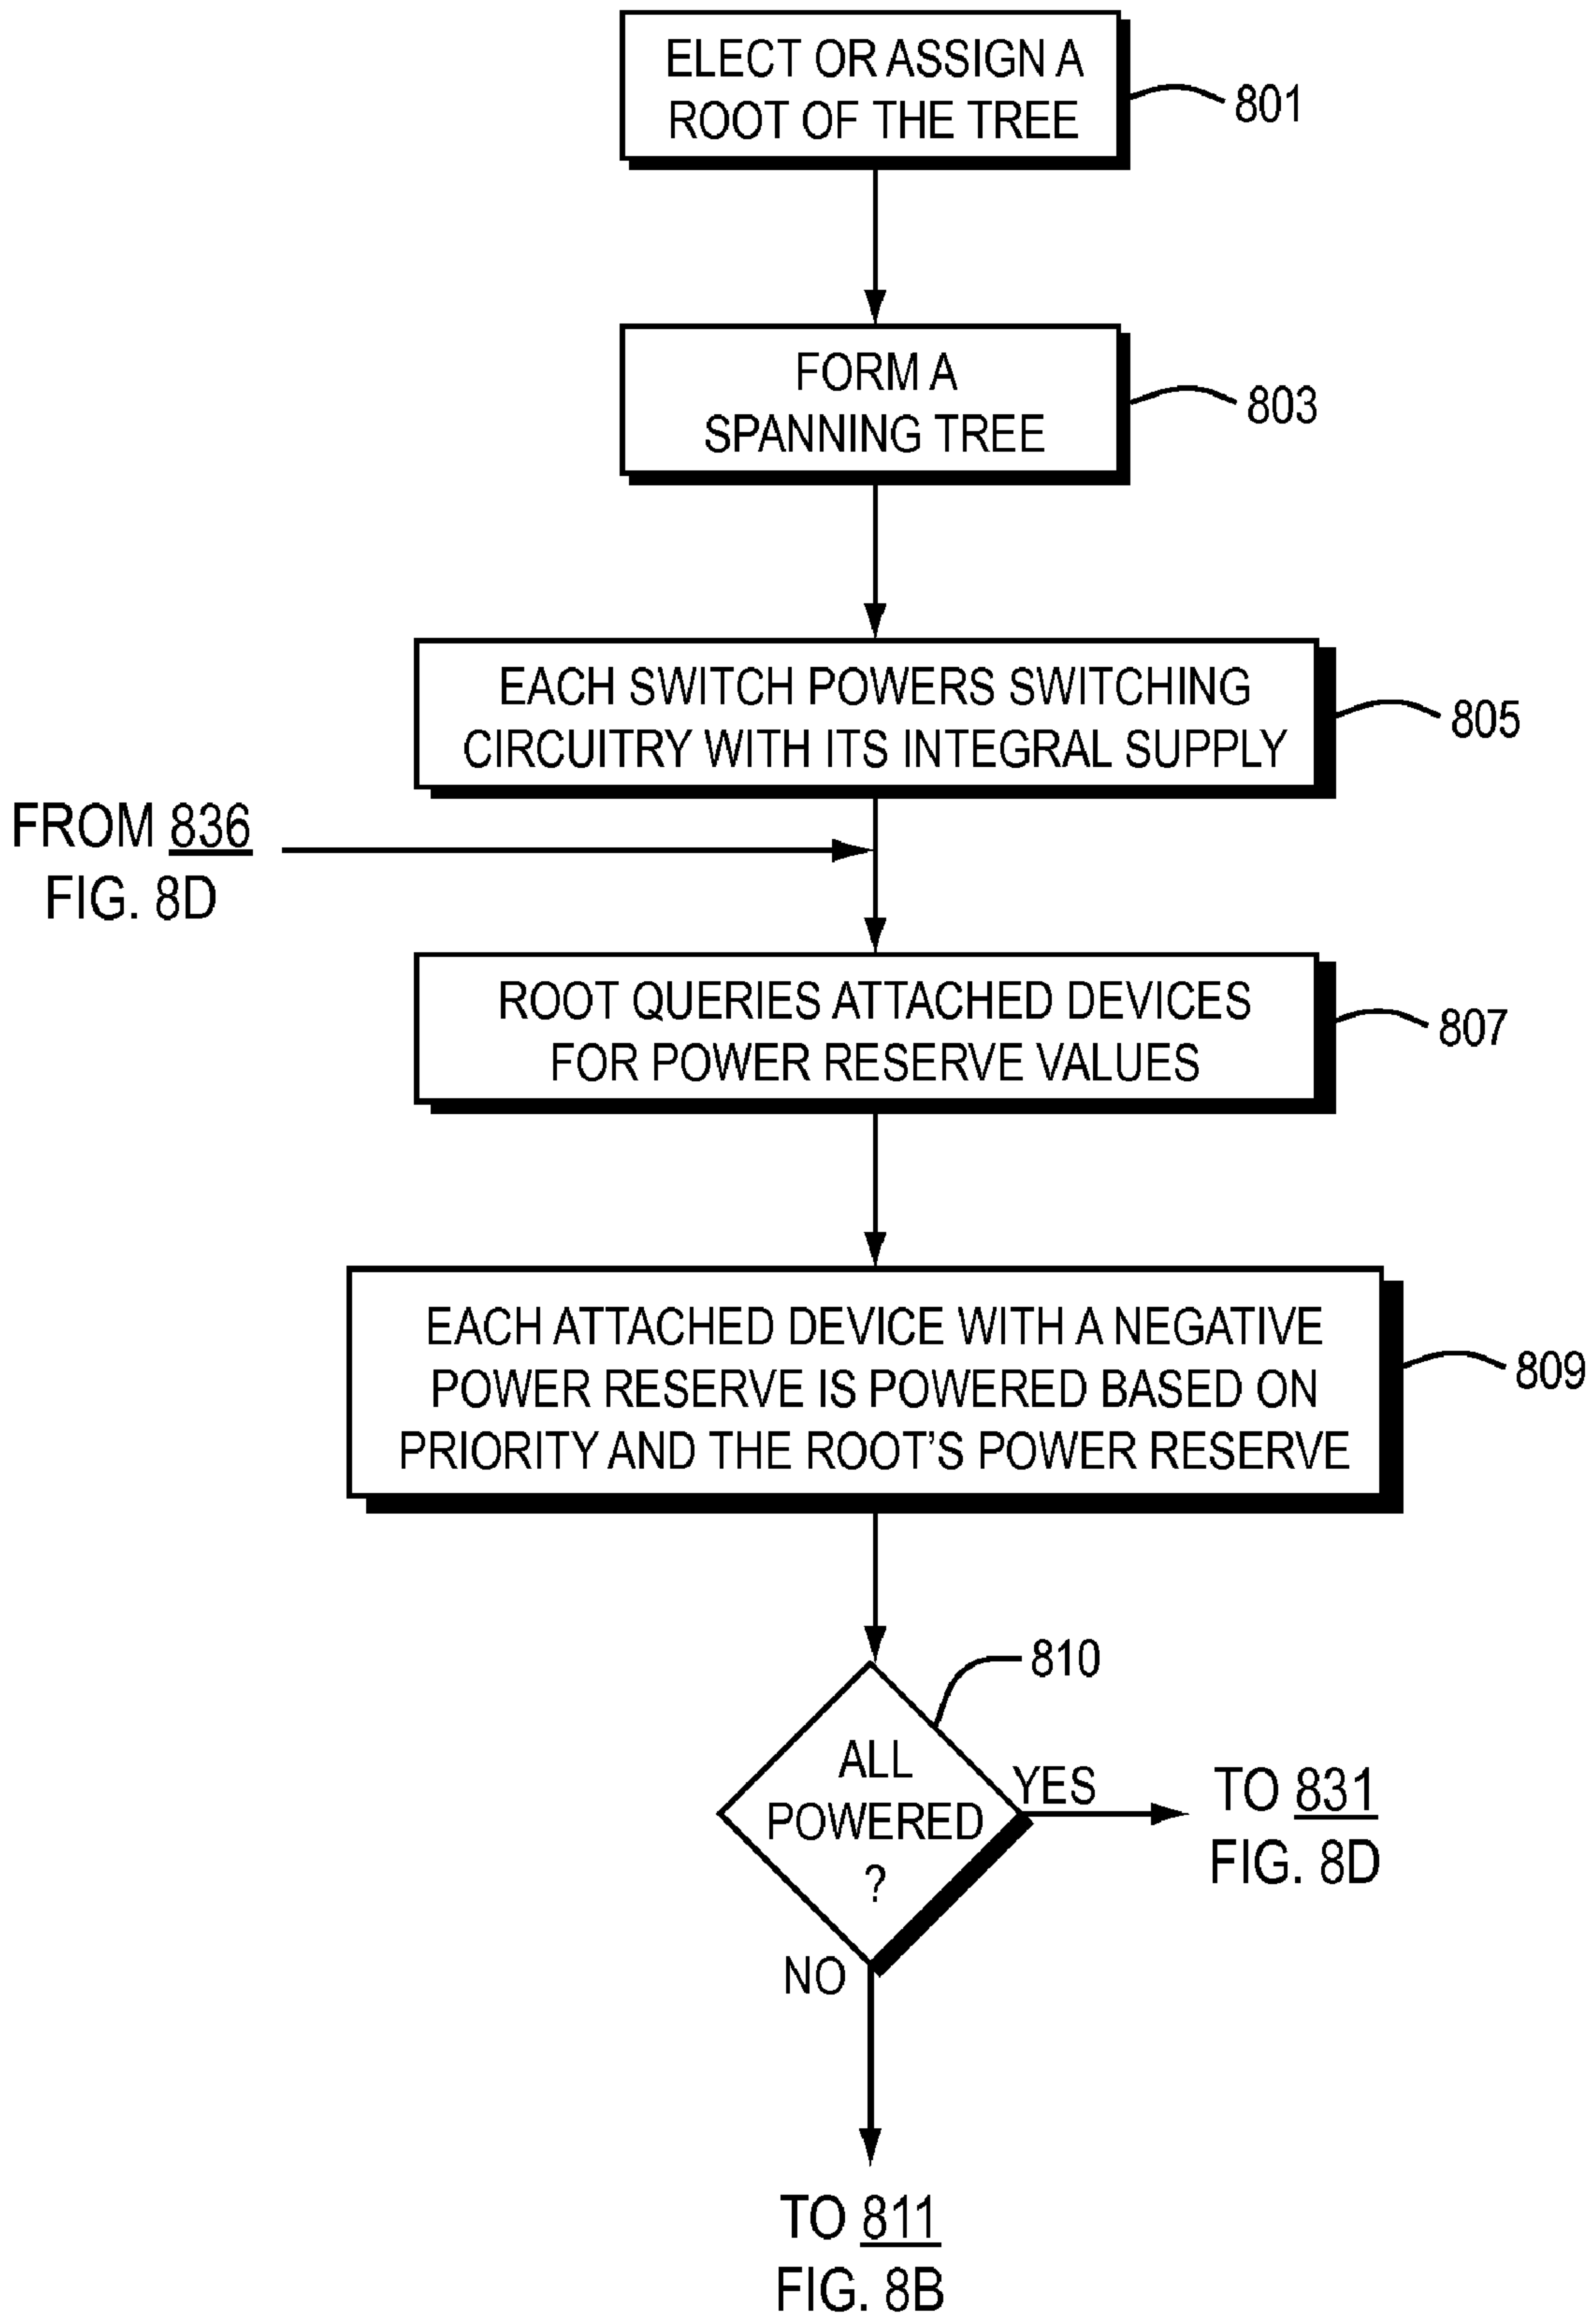 ELECT OR ASSIGN A
ROOT OF THE TREE
801
FORM A
SPANNING TREE
803
EACH SWITCH POWERS SWITCHING
CIRCUITRY WITH ITS INTEGRAL SUPPLY
805
FROM 836
FIG. 8D
ROOT QUERIES ATTACHED DEVICES
FOR POWER RESERVE VALUES
807
EACH ATTACHED DEVICE WITH A NEGATIVE
POWER RESERVE IS POWERED BASED ON
PRIORITY AND THE ROOT'S POWER RESERVE
809
810
ALL
POWERED
?
YES
TO 831
FIG. 8D
NO
TO 811
FIG. 8B